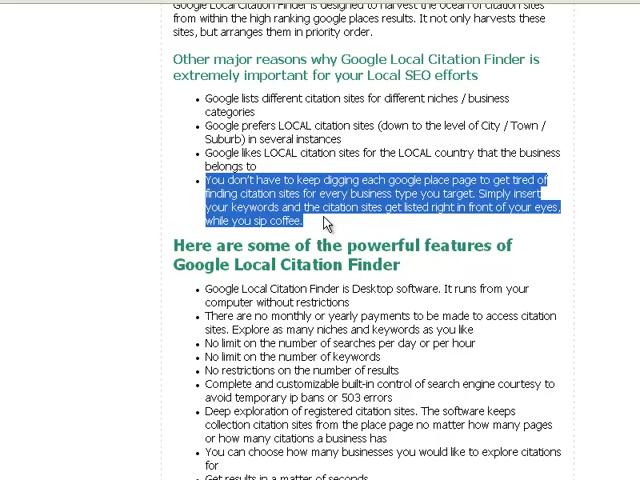 Google Local Citation Finder is designed to harvest the ocean of citation sites
from within the high ranking google places results. It not only harvests these
sites, but arranges them in priority order.
Other major reasons why Google Local Citation Finder is
extremely important for your Local SEO efforts
• Google lists different citation sites for different niches / business
categories
• Google prefers LOCAL citation sites (down to the level of City / Town /
Suburb) in several instances
• Google likes LOCAL citation sites for the LOCAL country that the business
belongs to
• You don't have to keep digging each google place page to get tired of
finding citation sites for every business type you target. Simply insert
your keywords and the citation sites get listed right in front of your eyes,
while you sip coffee.
Here are some of the powerful features of
Google Local Citation Finder
• Google Local Citation Finder is Desktop software. It runs from your
computer without restrictions
• There are no monthly or yearly payments to be made to access citation
sites. Explore as many niches and keywords as you like
• No limit on the number of searches per day or per hour
• No limit on the number of keywords
• No restrictions on the number of results
• Complete and customizable built-in control of search engine courtesy to
avoid temporary ip bans or 503 errors
• Deep exploration of registered citation sites. The software keeps
collection citation sites from the place page no matter how many pages
or how many citations a business has
• You can choose how many businesses you would like to explore citations
for
• Get results in a matter of seconds